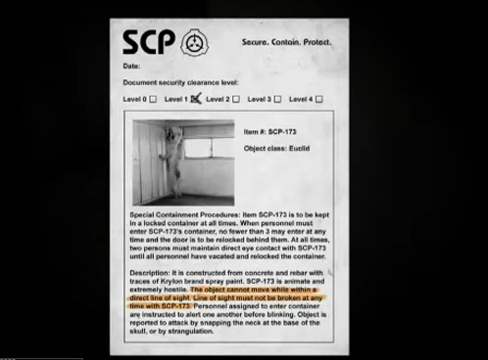 SCP Secure. Contain. Protect.
Date:
Document security clearance level:
Level 0 Level 1 Level 2 Level 3 Level 4
Item #: SCP-173
Object class: Euclid
Special Containment Procedures: Item SCP-173 is to be kept
in a locked container at all times. When personnel must
enter SCP-173's container, no fewer than 3 may enter at any
time and the door is to be relocked behind them. At all times,
two persons must maintain direct eye contact with SCP-173
until all personnel have vacated and relocked the container.
Description: It is constructed from concrete and rebar with
traces of Krylon brand spray paint. SCP-173 is animate and
extremely hostile. The object cannot move while within a
direct line of sight. Line of sight must not be broken at any
time with SCP-173. Personnel assigned to enter container
are instructed to alert one another before blinking. Object is
reported to attack by snapping the neck at the base of the
skull, or by strangulation.